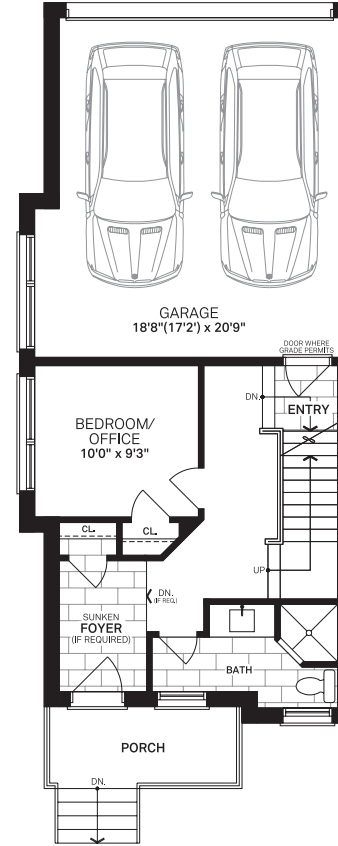 GARAGE
18'8"(17'2') x 20'9"
DOOR WHERE
GRADE PERMITS
DN.
ENTRY
BEDROOM/
OFFICE
10'0" x 9'3"
CL.
CL.
UP
DN.
(IF REQ.)
SUNKEN
FOYER
(IF REQUIRED)
BATH
PORCH
DN.